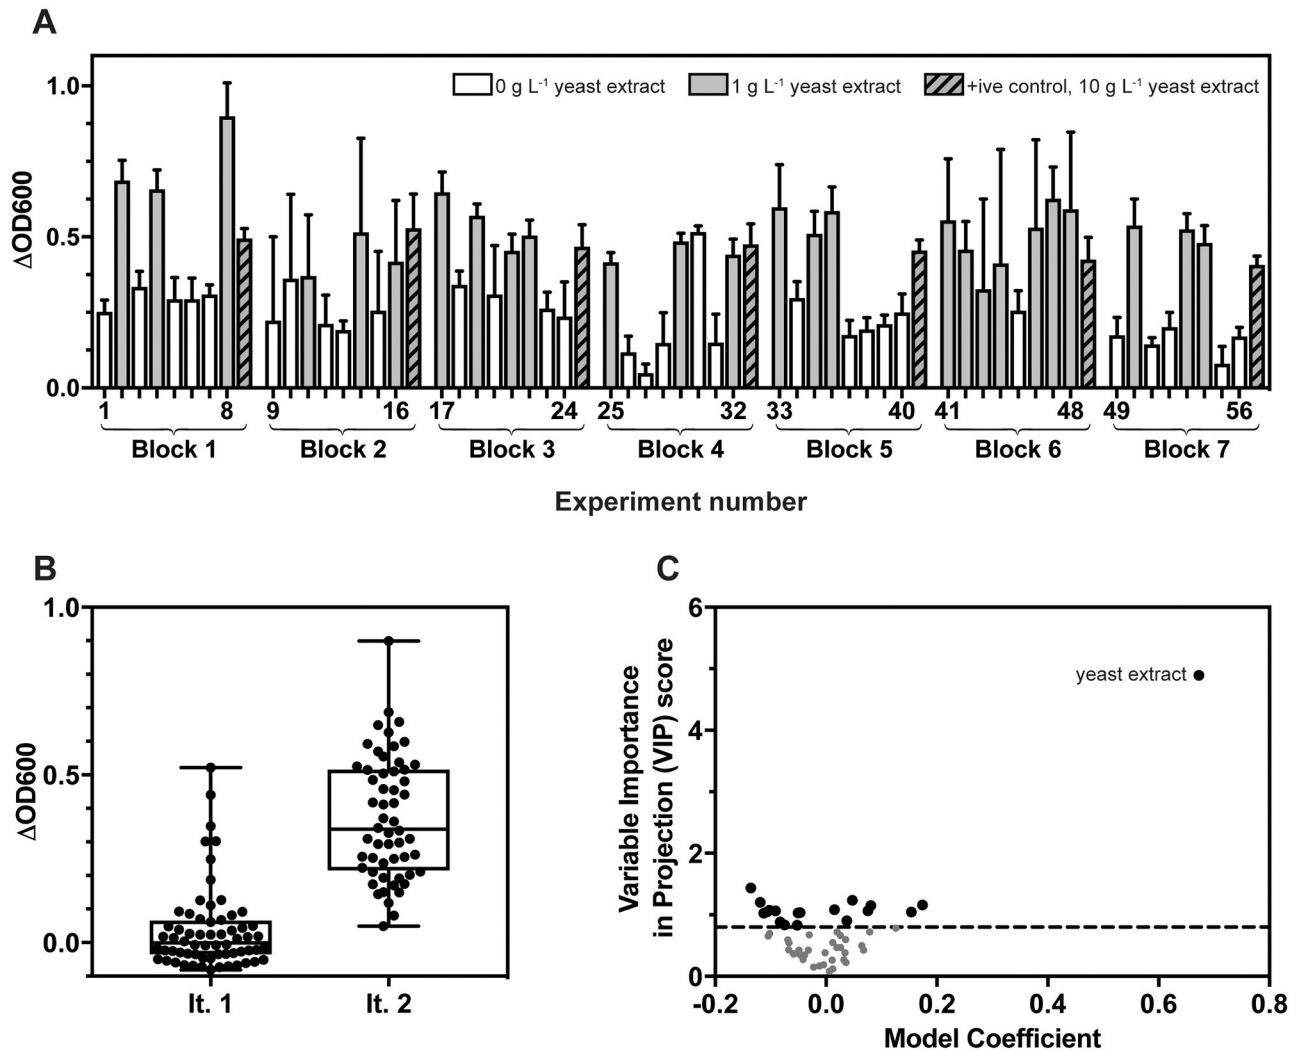 A
ΔOD600
1.0
0.5
0.0
0 g L⁻¹ yeast extract
1 g L⁻¹ yeast extract
+ive control, 10 g L⁻¹ yeast extract
1 8 9 16 17 24 25 32 33 40 41 48 49 56
Block 1 Block 2 Block 3 Block 4 Block 5 Block 6 Block 7
Experiment number
B
ΔOD600
1.0
0.5
0.0
It. 1 It. 2
C
Variable Importance
in Projection (VIP) score
6
4
2
0
yeast extract
-0.2 0.0 0.2 0.4 0.6 0.8
Model Coefficient